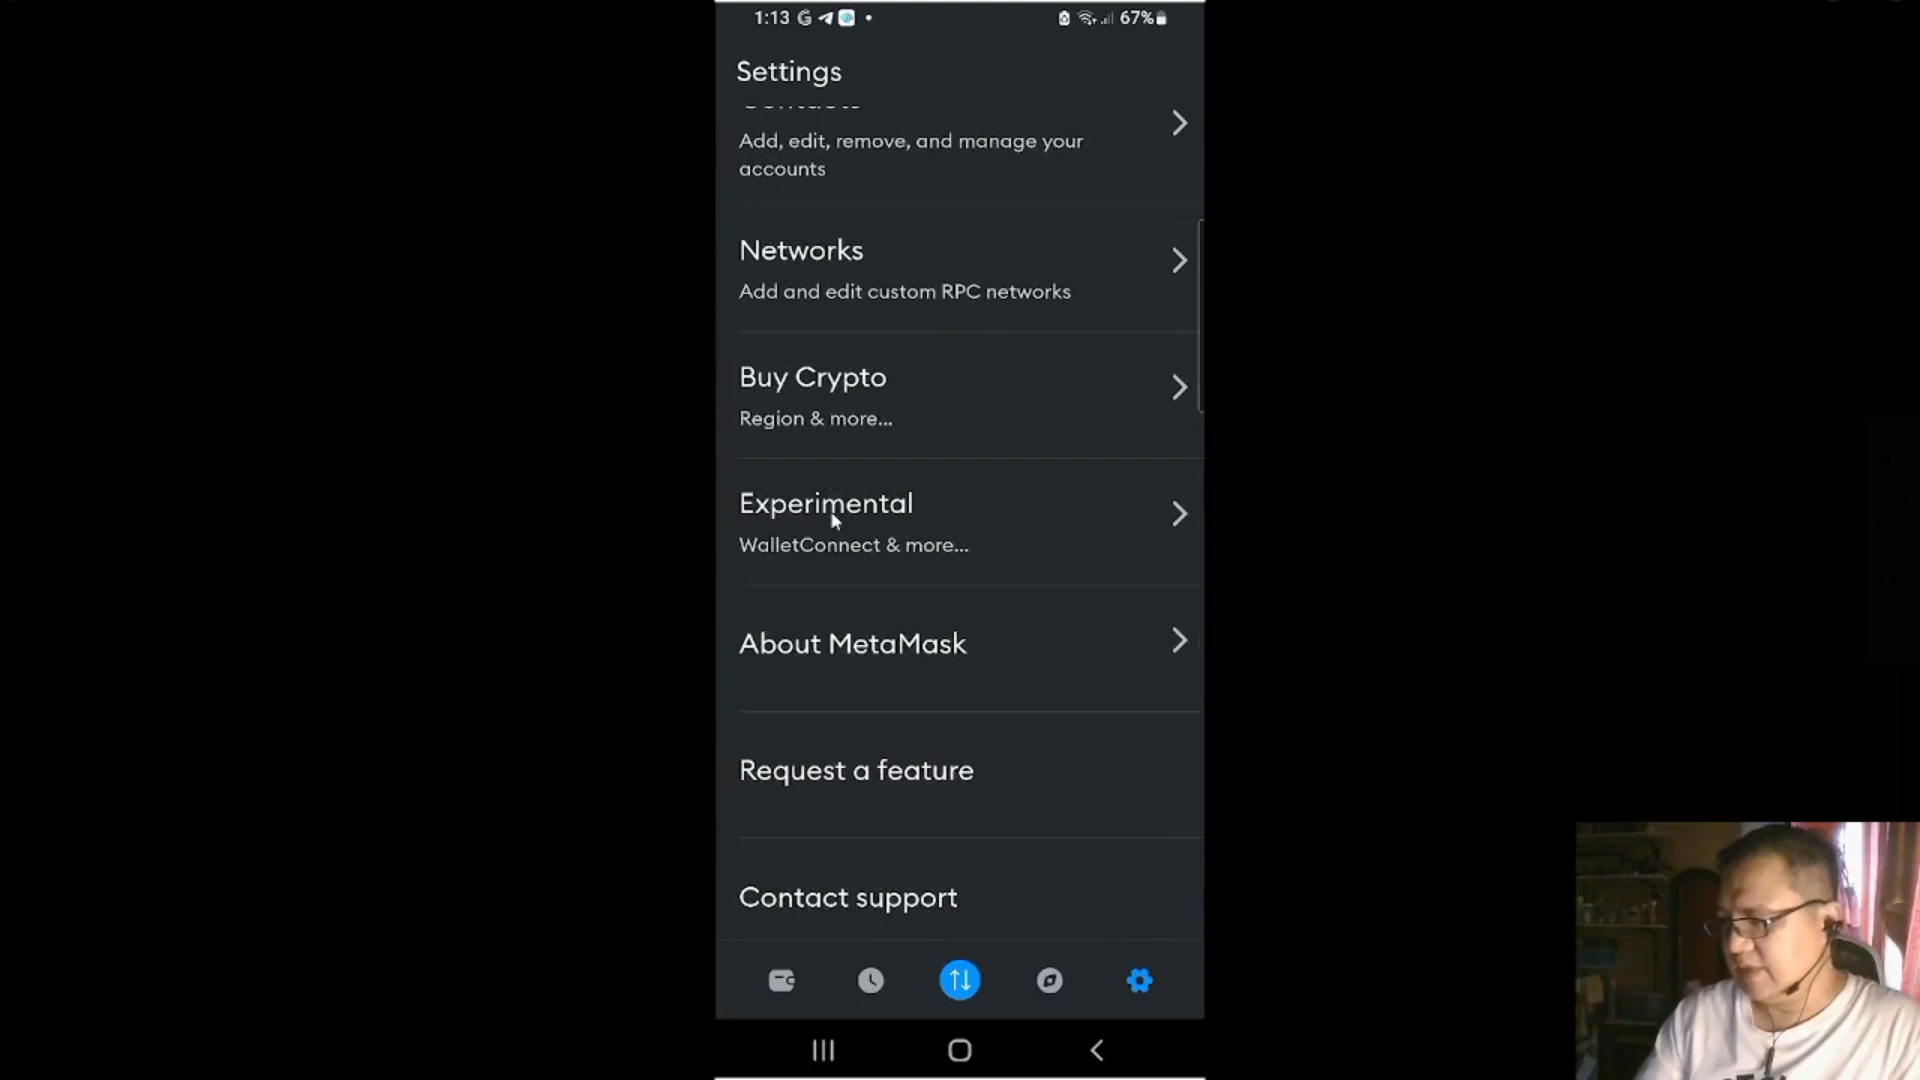 1:13
67%
Settings
Add, edit, remove, and manage your
accounts
Networks
Add and edit custom RPC networks
Buy Crypto
Region & more...
Experimental
WalletConnect & more...
About MetaMask
Request a feature
Contact support